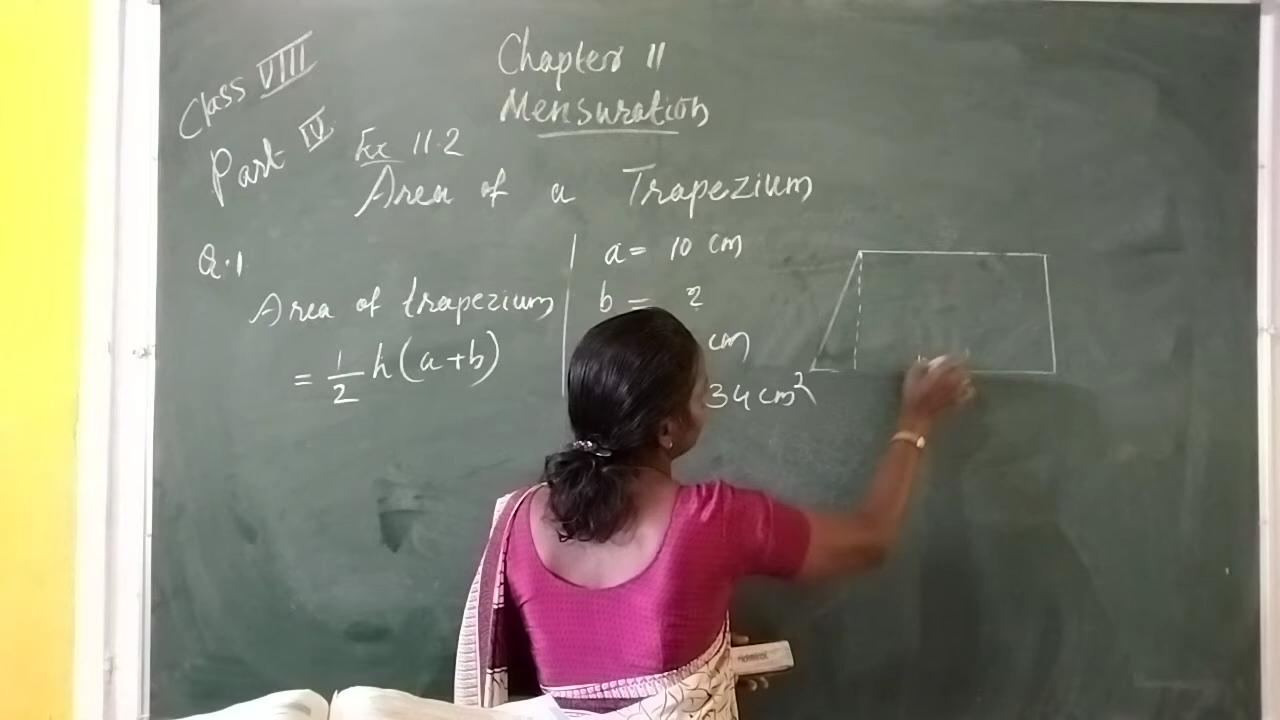 Class VIII
Part IV
Chapter 11
Mensuration
Ex 11.2
Area of a Trapezium
Q.1
Area of trapezium
= 1/2 h(a+b)
a = 10 cm
b = ?
cm
34 cm²